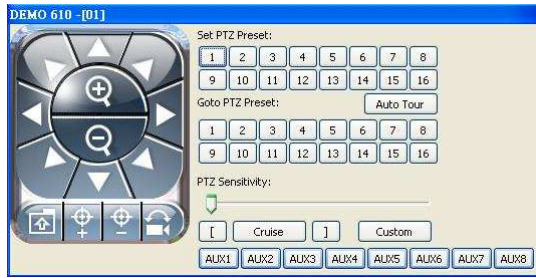 DEMO 610 -[01]
Set PTZ Preset:
1 2 3 4 5 6 7 8
9 10 11 12 13 14 15 16
Goto PTZ Preset: Auto Tour
1 2 3 4 5 6 7 8
9 10 11 12 13 14 15 16
PTZ Sensitivity:
[ Cruise ] Custom
AUX1 AUX2 AUX3 AUX4 AUX5 AUX6 AUX7 AUX8